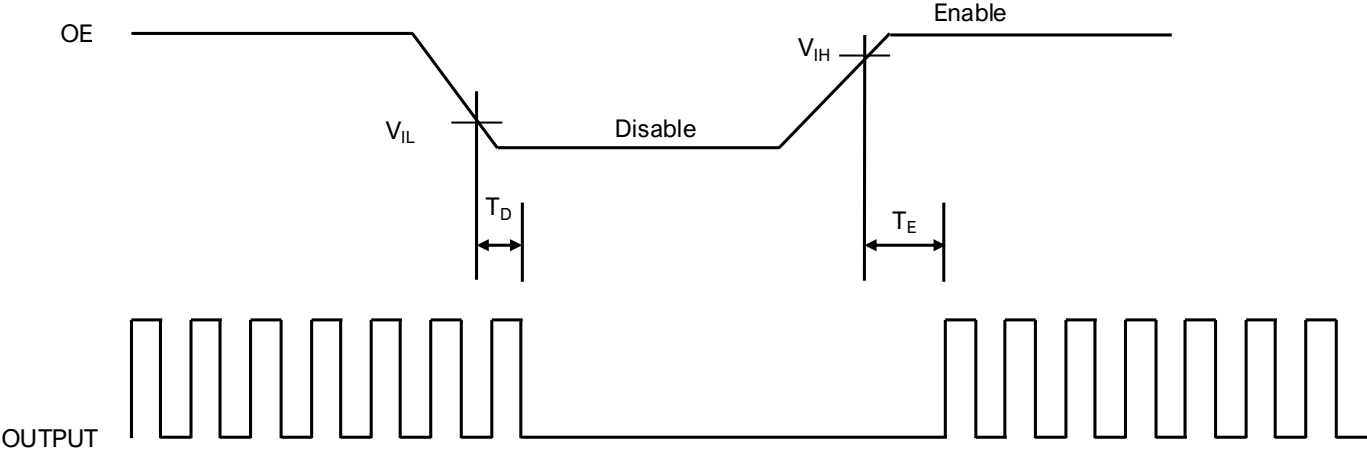 Enable
OE
VIH
VIL
Disable
TD
TE
OUTPUT